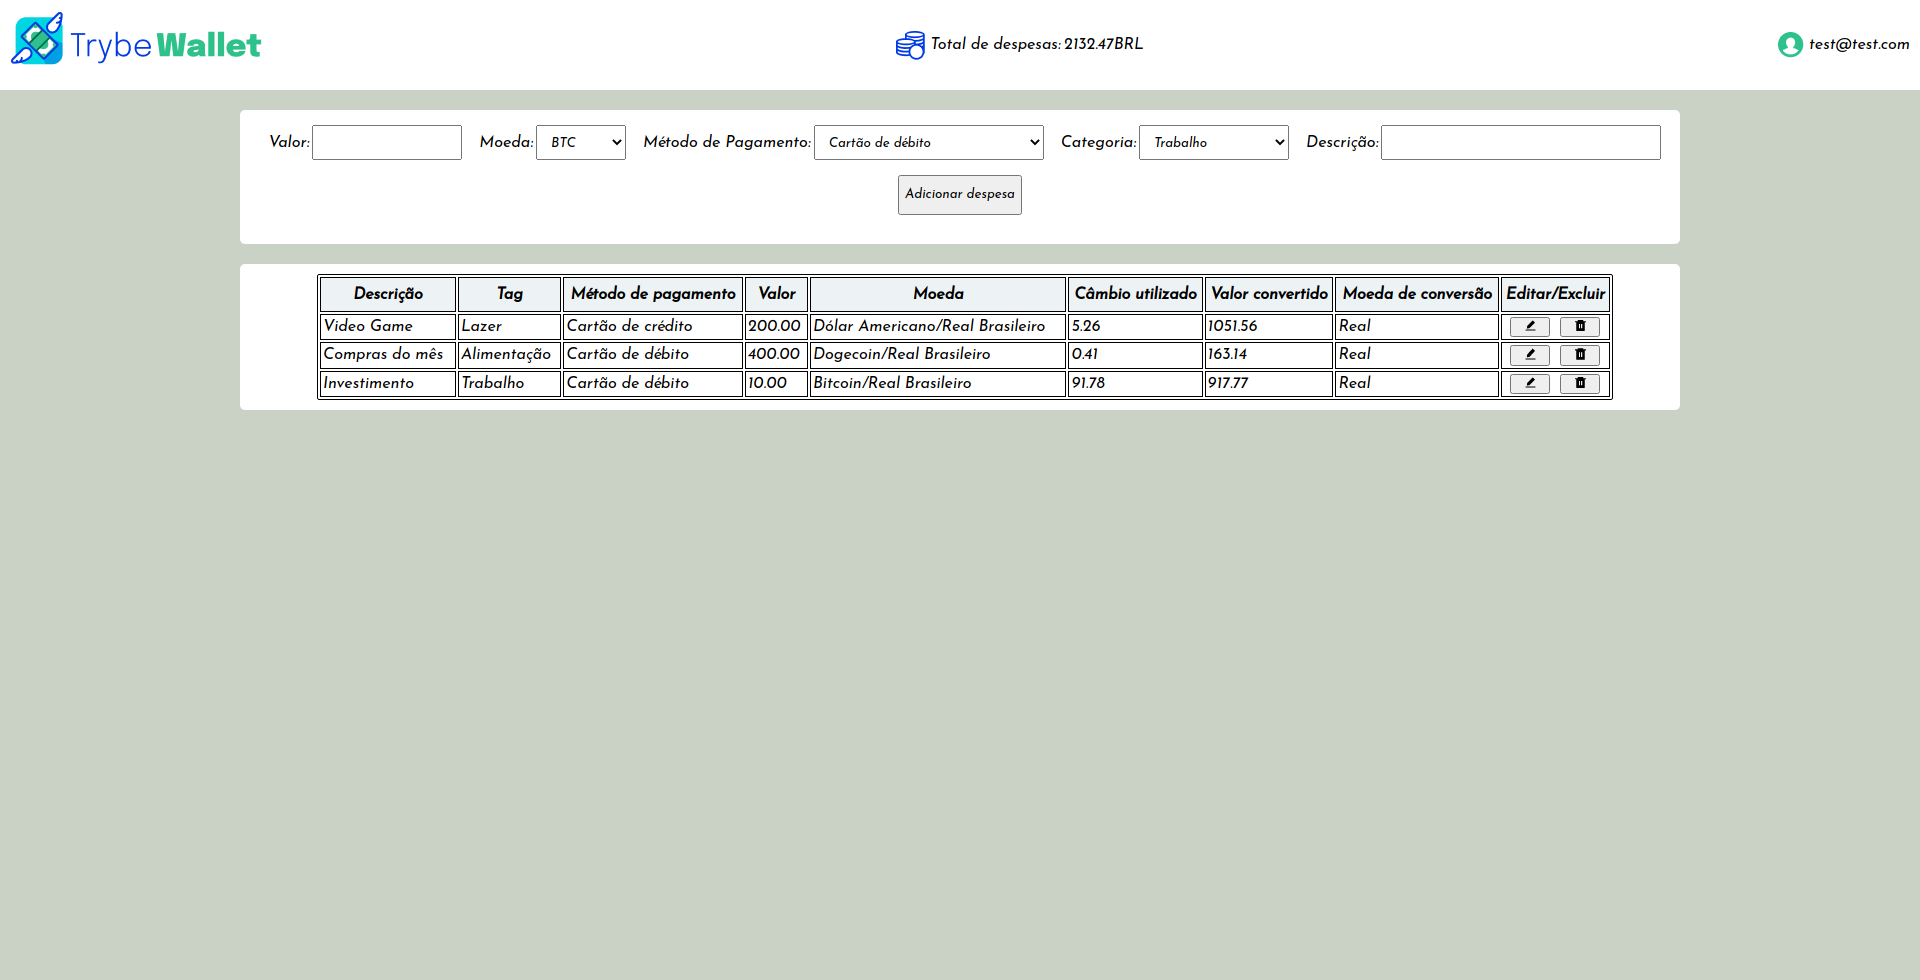 Trybe Wallet
Total de despesas: 2132.47BRL
test@test.com
Valor: Moeda: BTC Método de Pagamento: Cartão de débito Categoria: Trabalho Descrição:
Adicionar despesa
Descrição Tag Método de pagamento Valor Moeda Câmbio utilizado Valor convertido Moeda de conversão Editar/Excluir
Video Game Lazer Cartão de crédito 200.00 Dólar Americano/Real Brasileiro 5.26 1051.56 Real
Compras do mês Alimentação Cartão de débito 400.00 Dogecoin/Real Brasileiro 0.41 163.14 Real
Investimento Trabalho Cartão de débito 10.00 Bitcoin/Real Brasileiro 91.78 917.77 Real